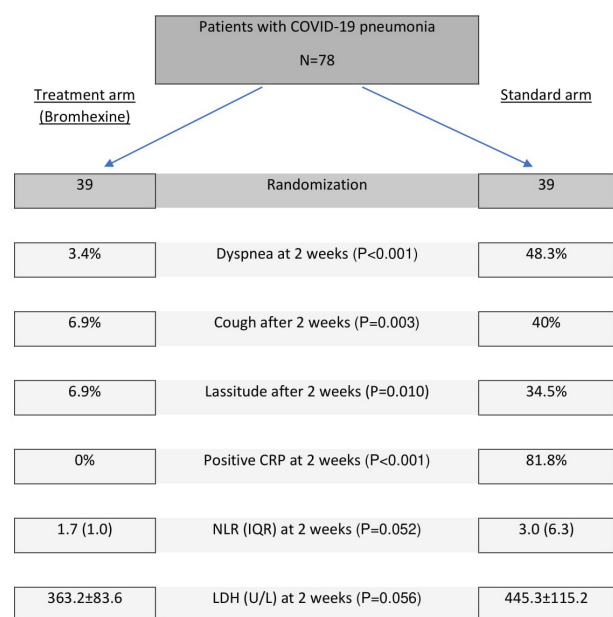 Patients with COVID-19 pneumonia
N=78
Treatment arm
(Bromhexine)
Standard arm
39 Randomization 39
3.4% Dyspnea at 2 weeks (P<0.001) 48.3%
6.9% Cough after 2 weeks (P=0.003) 40%
6.9% Lassitude after 2 weeks (P=0.010) 34.5%
0% Positive CRP at 2 weeks (P<0.001) 81.8%
1.7 (1.0) NLR (IQR) at 2 weeks (P=0.052) 3.0 (6.3)
363.2±83.6 LDH (U/L) at 2 weeks (P=0.056) 445.3±115.2